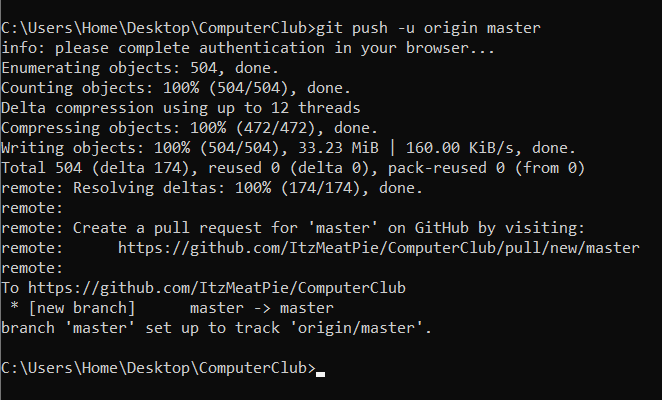 C:\Users\Home\Desktop\ComputerClub>git push -u origin master
info: please complete authentication in your browser...
Enumerating objects: 504, done.
Counting objects: 100% (504/504), done.
Delta compression using up to 12 threads
Compressing objects: 100% (472/472), done.
Writing objects: 100% (504/504), 33.23 MiB | 160.00 KiB/s, done.
Total 504 (delta 174), reused 0 (delta 0), pack-reused 0 (from 0)
remote: Resolving deltas: 100% (174/174), done.
remote:
remote: Create a pull request for 'master' on GitHub by visiting:
remote:      https://github.com/ItzMeatPie/ComputerClub/pull/new/master
remote:
To https://github.com/ItzMeatPie/ComputerClub
 * [new branch]      master -> master
branch 'master' set up to track 'origin/master'.
C:\Users\Home\Desktop\ComputerClub>